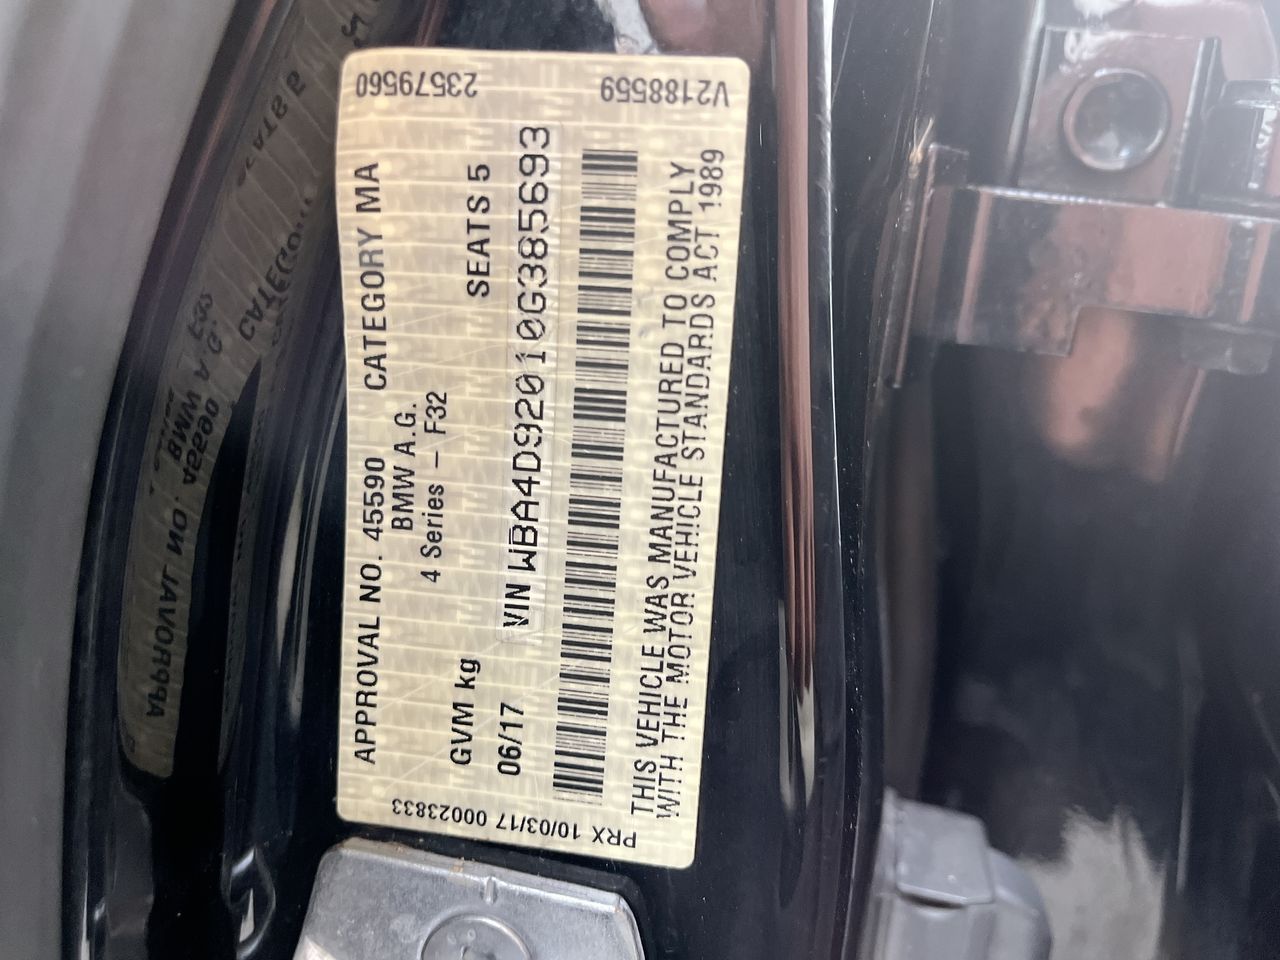 APPROVAL NO. 45590 CATEGORY MA
BMW A.G.
4 Series – F32
GVM kg SEATS 5
06/17 VIN WBA4D92010G385693
THIS VEHICLE WAS MANUFACTURED TO COMPLY
WITH THE MOTOR VEHICLE STANDARDS ACT 1989
23579560
V2188559
PRX 10/03/17 00023833